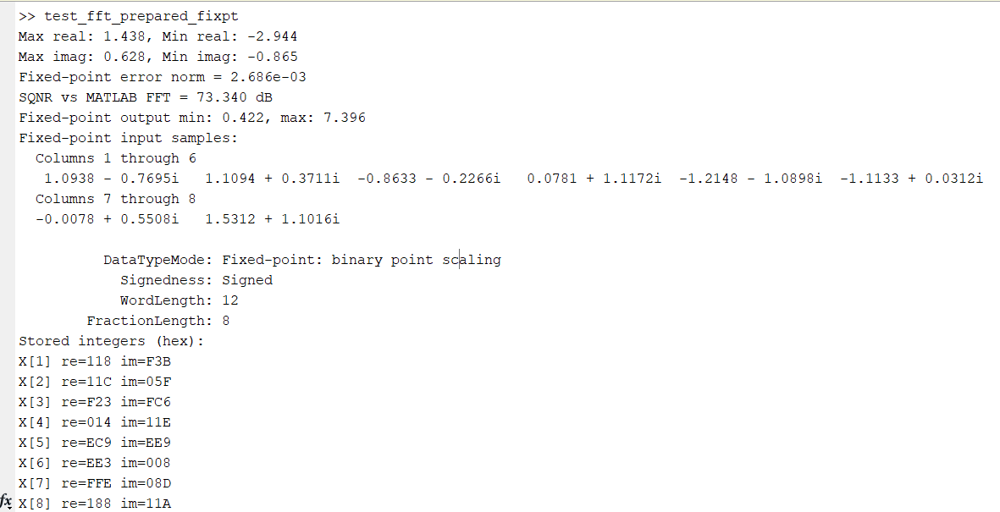 >> test_fft_prepared_fixpt
Max real: 1.438, Min real: -2.944
Max imag: 0.628, Min imag: -0.865
Fixed-point error norm = 2.686e-03
SQNR vs MATLAB FFT = 73.340 dB
Fixed-point output min: 0.422, max: 7.396
Fixed-point input samples:
Columns 1 through 6
1.0938 - 0.7695i   1.1094 + 0.3711i  -0.8633 - 0.2266i   0.0781 + 1.1172i  -1.2148 - 1.0898i  -1.1133 + 0.0312i
Columns 7 through 8
-0.0078 + 0.5508i   1.5312 + 1.1016i
DataTypeMode: Fixed-point: binary point scaling
Signedness: Signed
WordLength: 12
FractionLength: 8
Stored integers (hex):
X[1] re=118 im=F3B
X[2] re=11C im=05F
X[3] re=F23 im=FC6
X[4] re=014 im=11E
X[5] re=EC9 im=EE9
X[6] re=EE3 im=008
X[7] re=FFE im=08D
fx X[8] re=188 im=11A